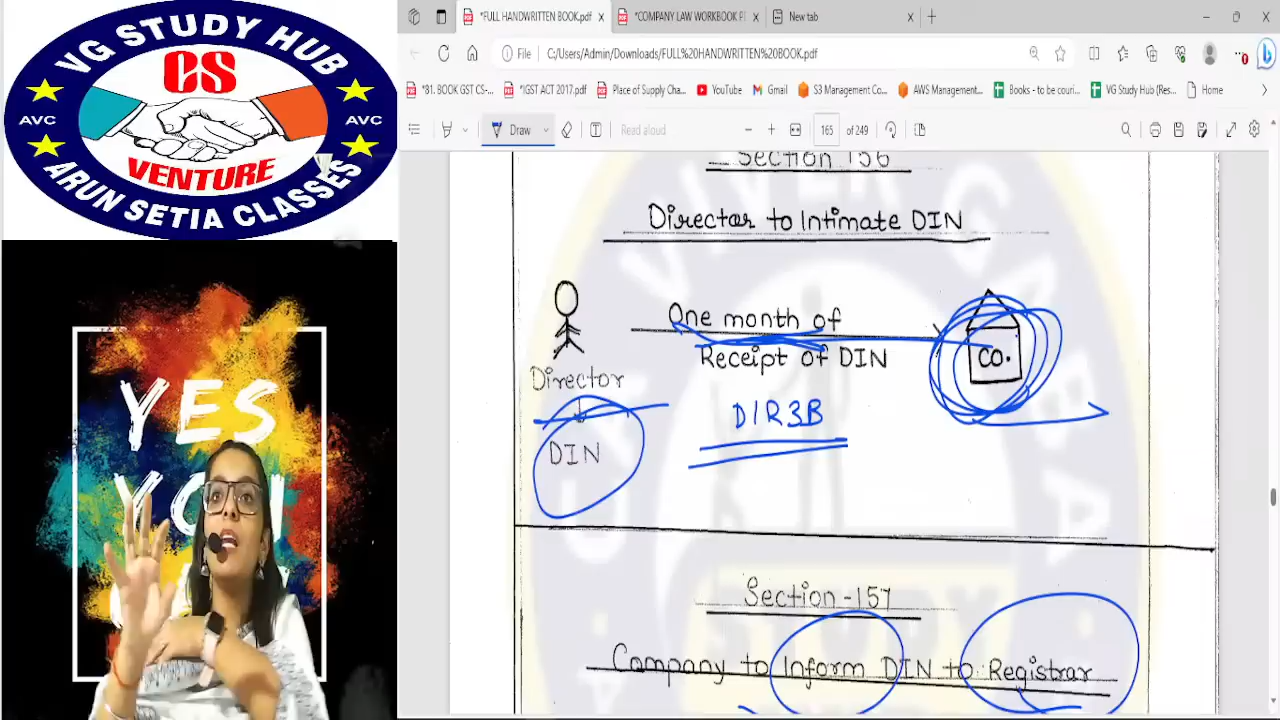 VG STUDY HUB
CS
AVC
AVC
VENTURE
ARUN SETIA CLASSES
YES
*FULL HANDWRITTEN BOOK.pdf
*COMPANY LAW WORKBOOK
New tab
File
C:/Users/Admin/Downloads/FULL%20HANDWRITTEN%20BOOK.pdf
*81. BOOK GST CS-...
*IGST ACT 2017.pdf
YouTube
Gmail
S3 Management Co...
AWS Management...
Books - to be couri...
VG Study Hub (Res...
Home
Draw
Read aloud
165
of 249
Section 156
Director to Intimate DIN
One month of
Receipt of DIN
CO.
Director
DIR3B
DIN
Section-157
Company to Inform DIN to Registrar